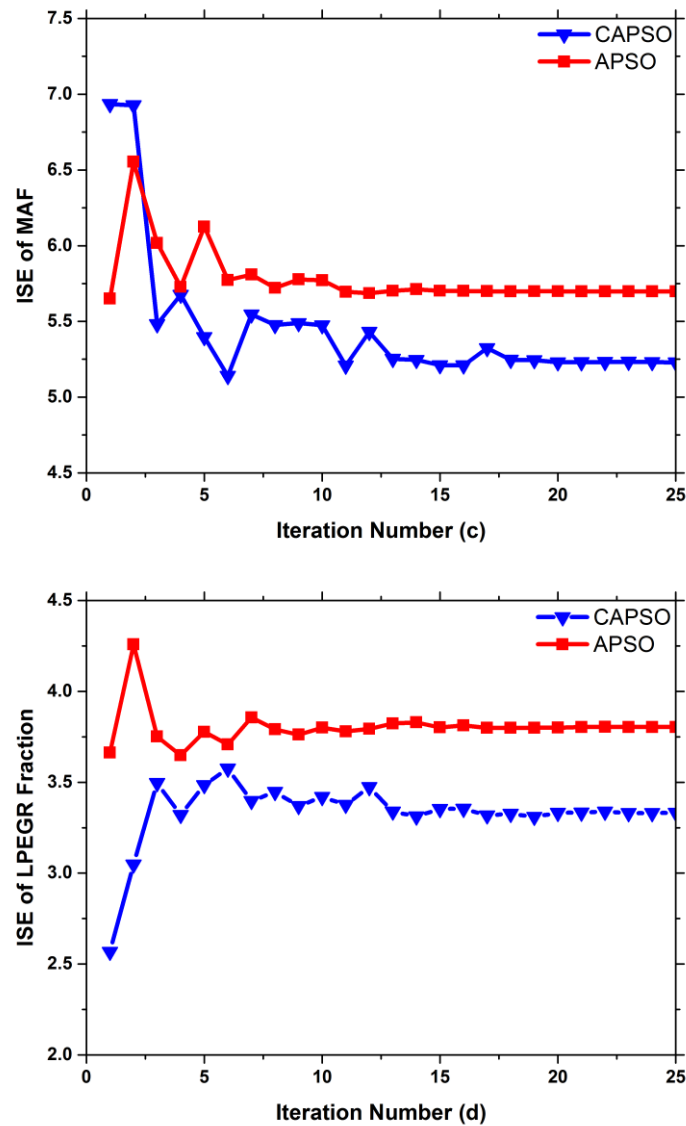 7.5
7.0
6.5
6.0
5.5
5.0
4.5
ISE of MAF
CAPSO
APSO
0 5 10 15 20 25
Iteration Number (c)
4.5
4.0
3.5
3.0
2.5
2.0
ISE of LPEGR Fraction
CAPSO
APSO
0 5 10 15 20 25
Iteration Number (d)